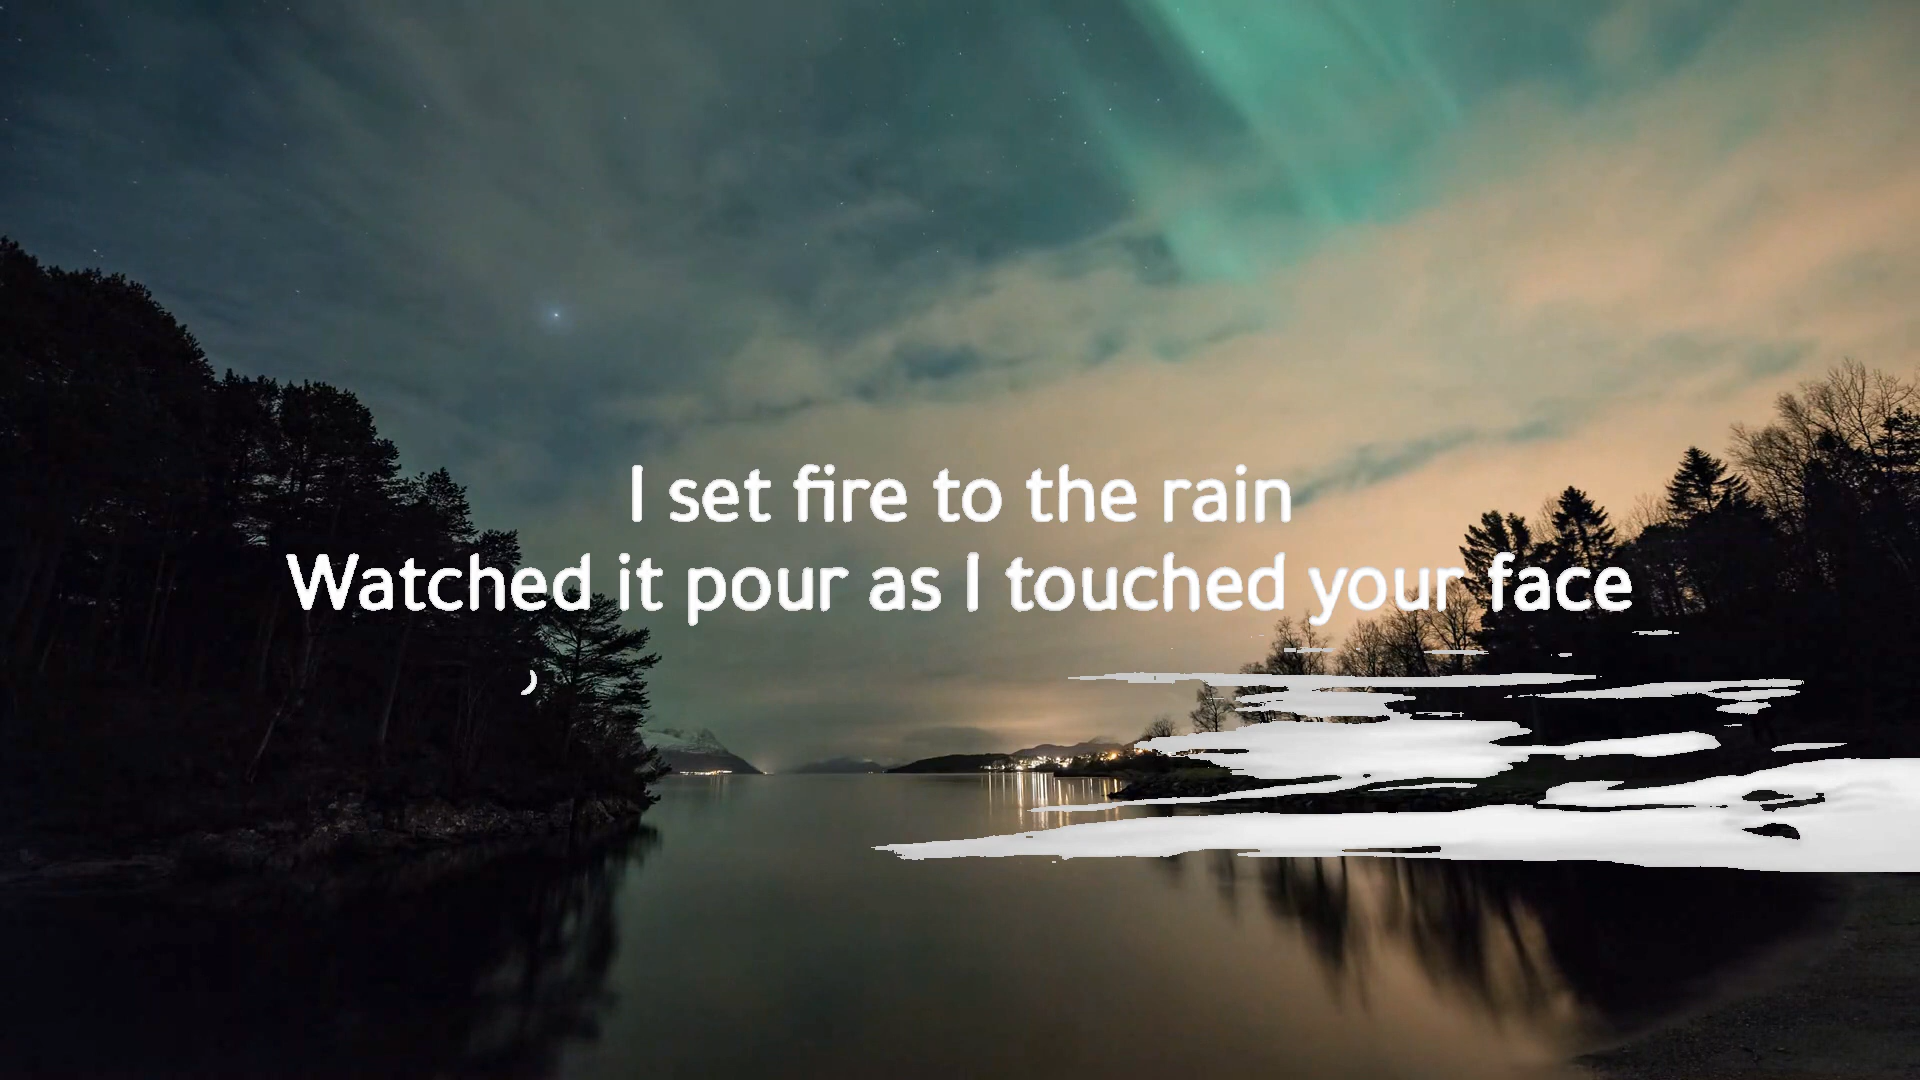 I set fire to the rain
Watched it pour as I touched your face